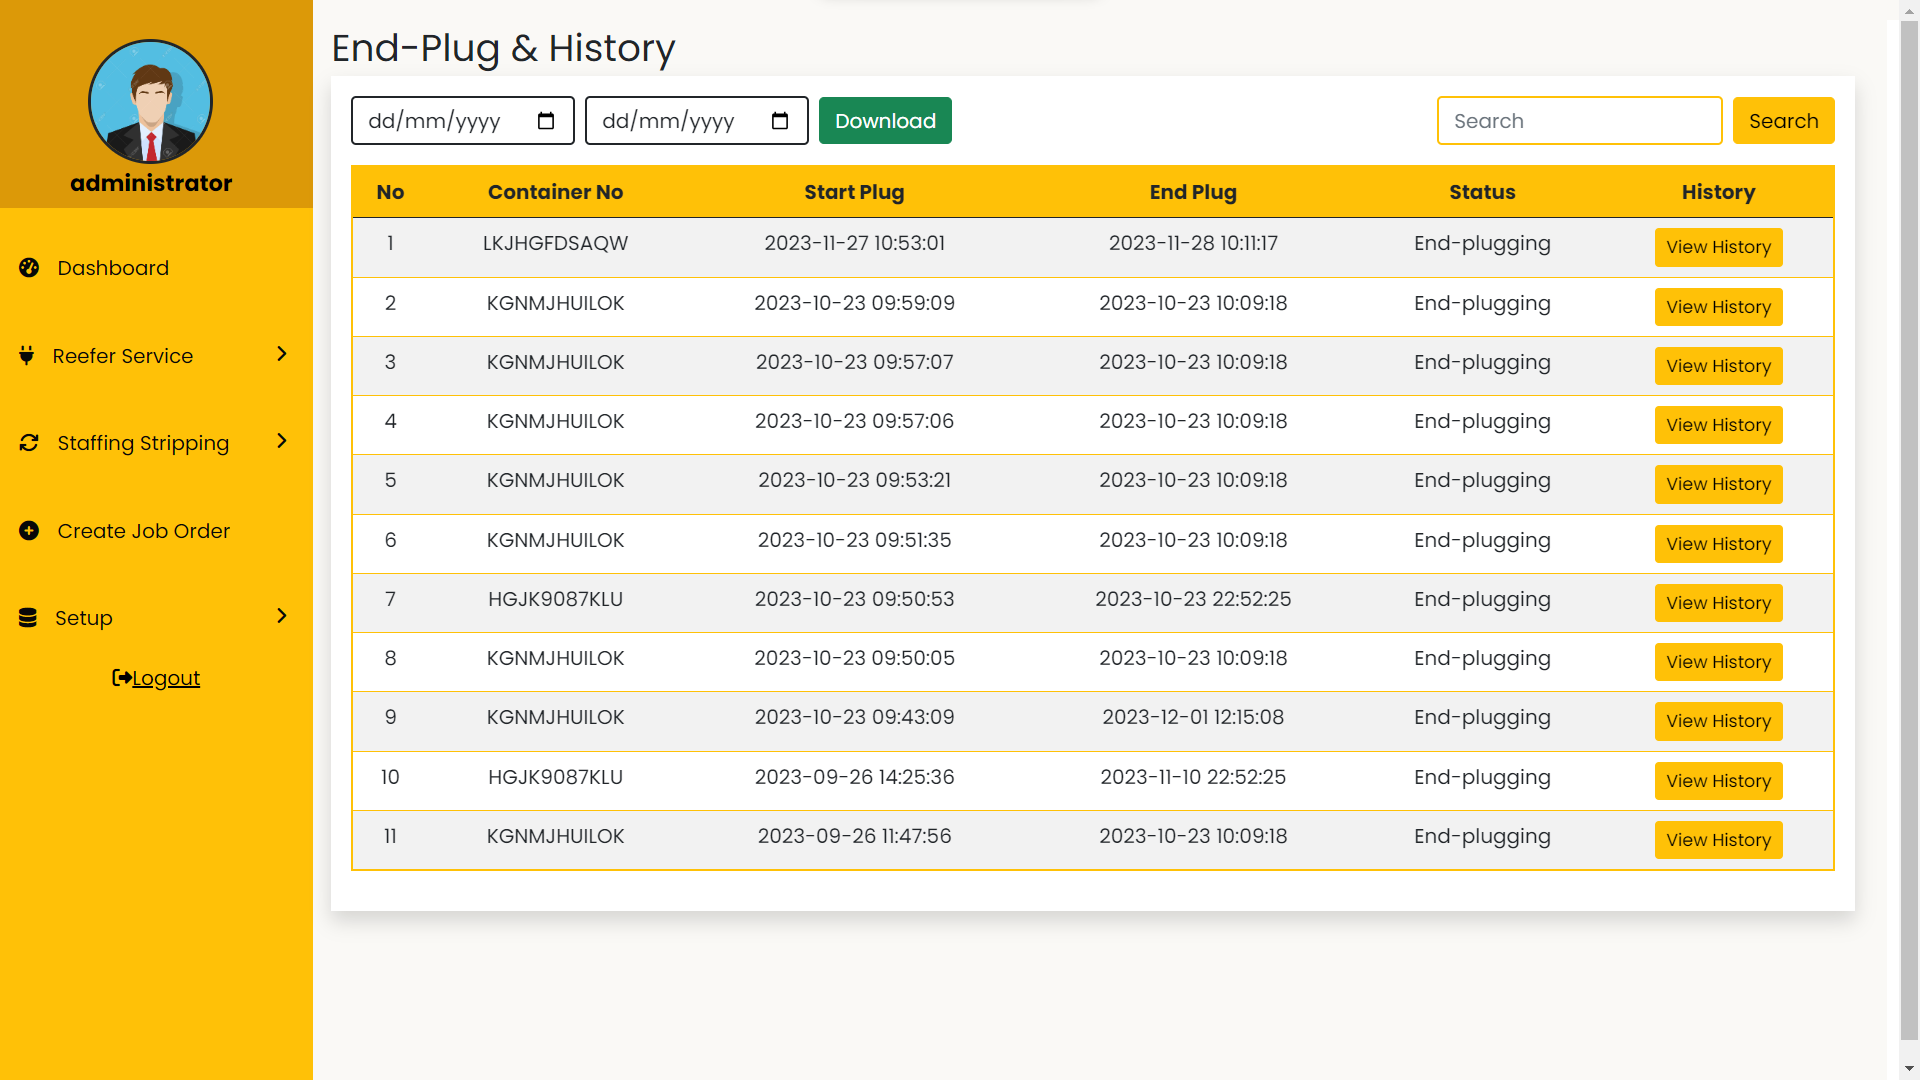 administrator
Dashboard
Reefer Service
Staffing Stripping
Create Job Order
Setup
Logout
End-Plug & History
dd/mm/yyyy dd/mm/yyyy Download Search Search
No Container No Start Plug End Plug Status History
1 LKJHGFDSAQW 2023-11-27 10:53:01 2023-11-28 10:11:17 End-plugging View History
2 KGNMJHUILOK 2023-10-23 09:59:09 2023-10-23 10:09:18 End-plugging View History
3 KGNMJHUILOK 2023-10-23 09:57:07 2023-10-23 10:09:18 End-plugging View History
4 KGNMJHUILOK 2023-10-23 09:57:06 2023-10-23 10:09:18 End-plugging View History
5 KGNMJHUILOK 2023-10-23 09:53:21 2023-10-23 10:09:18 End-plugging View History
6 KGNMJHUILOK 2023-10-23 09:51:35 2023-10-23 10:09:18 End-plugging View History
7 HGJK9087KLU 2023-10-23 09:50:53 2023-10-23 22:52:25 End-plugging View History
8 KGNMJHUILOK 2023-10-23 09:50:05 2023-10-23 10:09:18 End-plugging View History
9 KGNMJHUILOK 2023-10-23 09:43:09 2023-12-01 12:15:08 End-plugging View History
10 HGJK9087KLU 2023-09-26 14:25:36 2023-11-10 22:52:25 End-plugging View History
11 KGNMJHUILOK 2023-09-26 11:47:56 2023-10-23 10:09:18 End-plugging View History